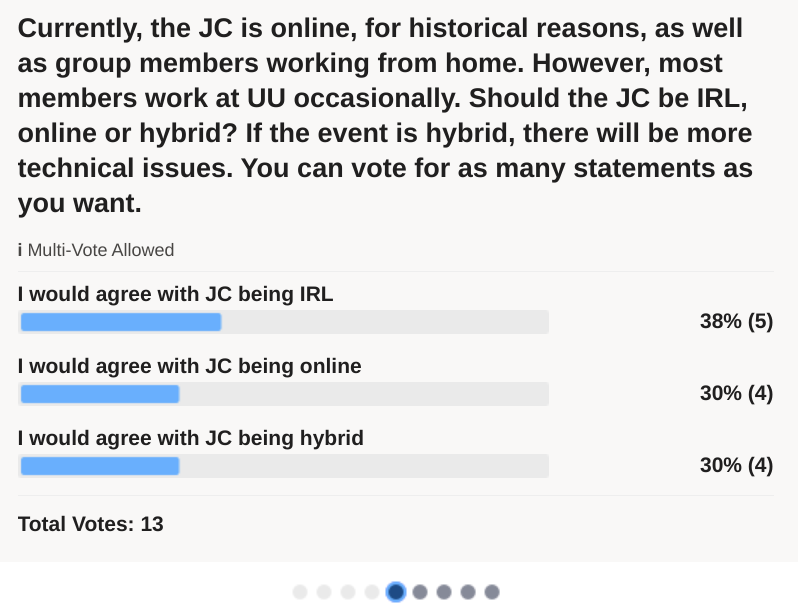 Currently, the JC is online, for historical reasons, as well
as group members working from home. However, most
members work at UU occasionally. Should the JC be IRL,
online or hybrid? If the event is hybrid, there will be more
technical issues. You can vote for as many statements as
you want.
i Multi-Vote Allowed
I would agree with JC being IRL
38% (5)
I would agree with JC being online
30% (4)
I would agree with JC being hybrid
30% (4)
Total Votes: 13